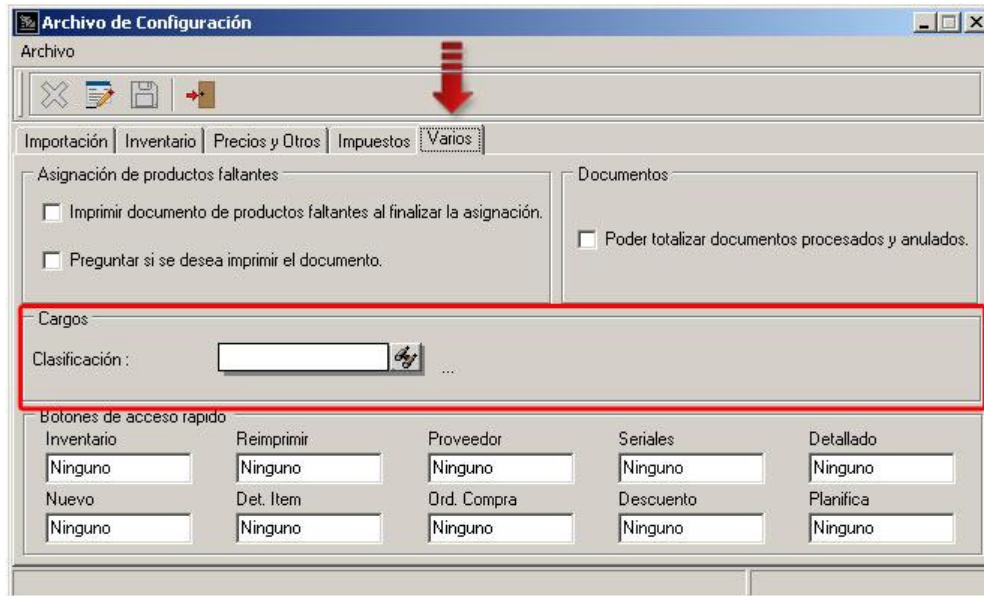 Archivo de Configuración
Archivo
Importación Inventario Precios y Otros Impuestos Varios
Asignación de productos faltantes
Imprimir documento de productos faltantes al finalizar la asignación.
Preguntar si se desea imprimir el documento.
Documentos
Poder totalizar documentos procesados y anulados.
Cargos
Clasificación : ...
Botones de acceso rapido
Inventario Reimprimir Proveedor Seriales Detallado
Ninguno Ninguno Ninguno Ninguno Ninguno
Nuevo Det. Item Ord. Compra Descuento Planifica
Ninguno Ninguno Ninguno Ninguno Ninguno